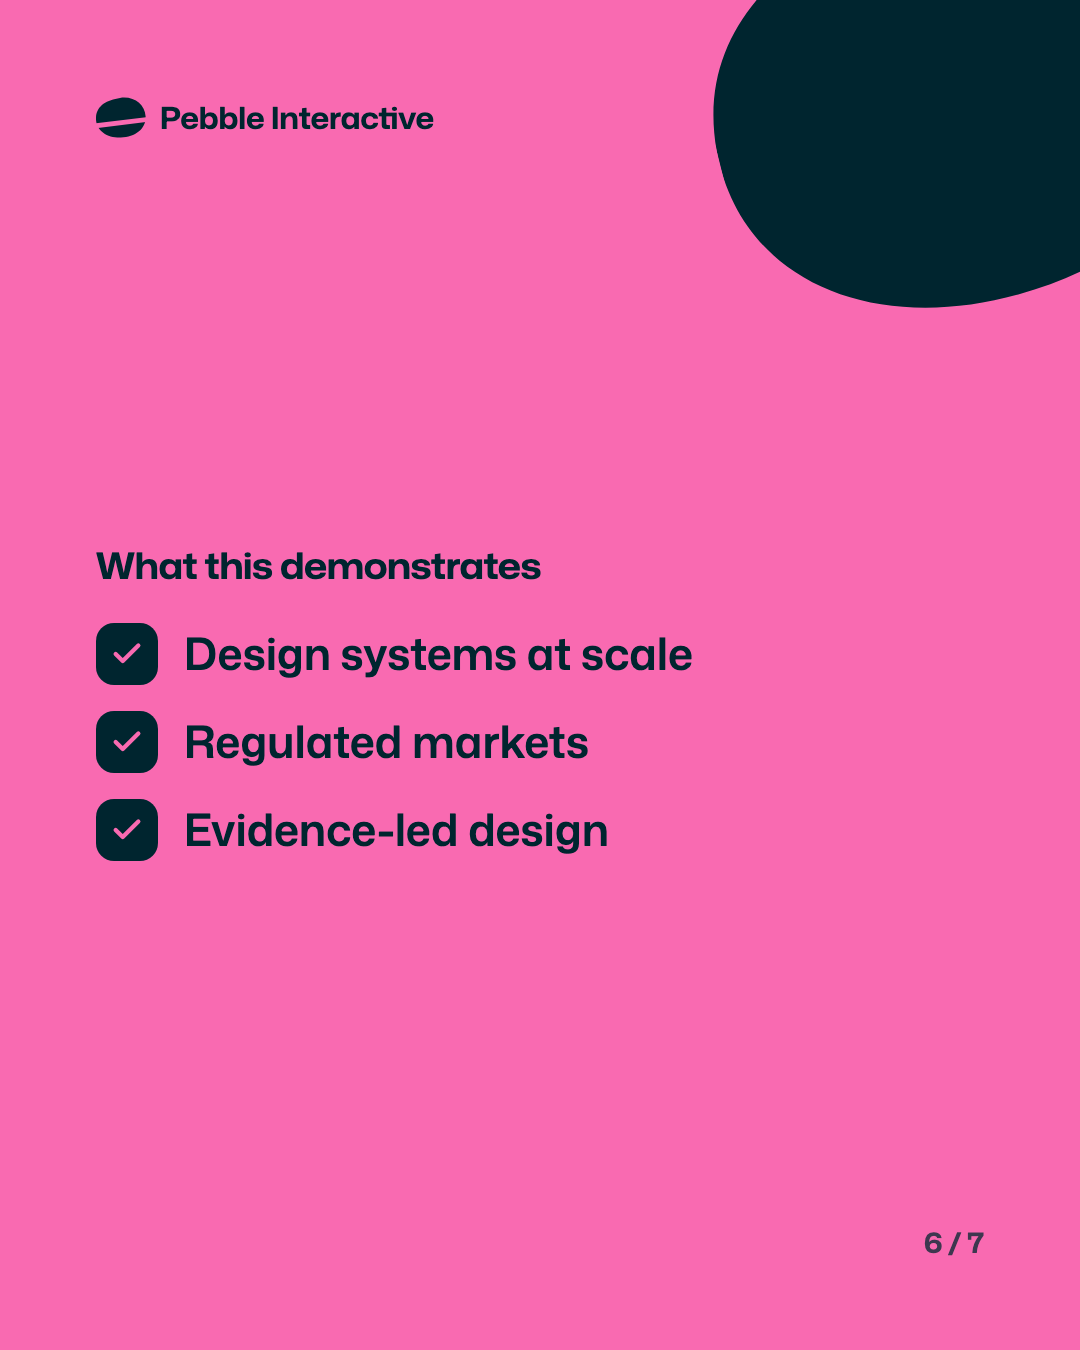 Pebble Interactive
What this demonstrates
Design systems at scale
Regulated markets
Evidence-led design
6 / 7